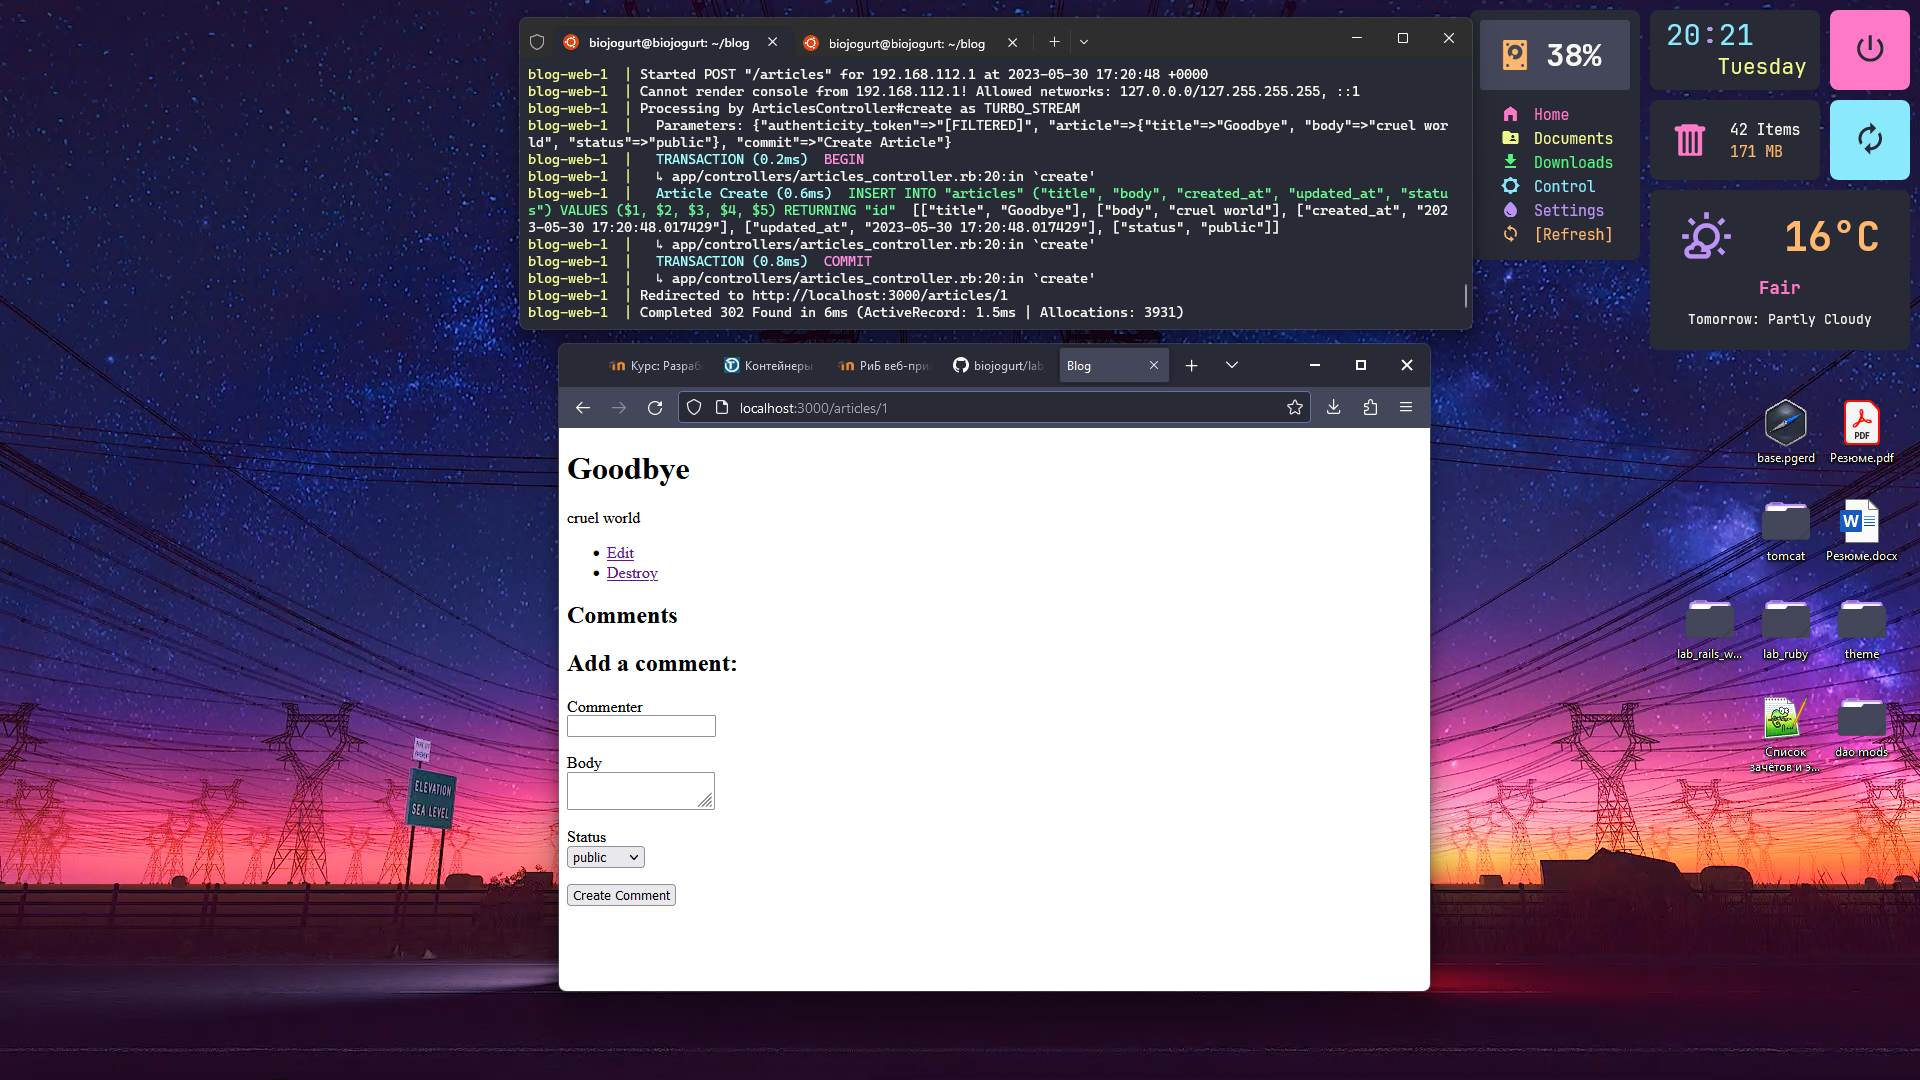 biojogurt@biojogurt: ~/blog
biojogurt@biojogurt: ~/blog
blog-web-1  | Started POST "/articles" for 192.168.112.1 at 2023-05-30 17:20:48 +0000
blog-web-1  | Cannot render console from 192.168.112.1! Allowed networks: 127.0.0.0/127.255.255.255, ::1
blog-web-1  | Processing by ArticlesController#create as TURBO_STREAM
blog-web-1  |   Parameters: {"authenticity_token"=>"[FILTERED]", "article"=>{"title"=>"Goodbye", "body"=>"cruel wor
ld", "status"=>"public"}, "commit"=>"Create Article"}
blog-web-1  |   TRANSACTION (0.2ms)  BEGIN
blog-web-1  |   ↳ app/controllers/articles_controller.rb:20:in `create'
blog-web-1  |   Article Create (0.6ms)  INSERT INTO "articles" ("title", "body", "created_at", "updated_at", "statu
s") VALUES ($1, $2, $3, $4, $5) RETURNING "id"  [["title", "Goodbye"], ["body", "cruel world"], ["created_at", "202
3-05-30 17:20:48.017429"], ["updated_at", "2023-05-30 17:20:48.017429"], ["status", "public"]]
blog-web-1  |   ↳ app/controllers/articles_controller.rb:20:in `create'
blog-web-1  |   TRANSACTION (0.8ms)  COMMIT
blog-web-1  |   ↳ app/controllers/articles_controller.rb:20:in `create'
blog-web-1  | Redirected to http://localhost:3000/articles/1
blog-web-1  | Completed 302 Found in 6ms (ActiveRecord: 1.5ms | Allocations: 3931)
38%
Home
Documents
Downloads
Control
Settings
[Refresh]
20:21
Tuesday
42 Items
171 MB
16°C
Fair
Tomorrow: Partly Cloudy
Курс: Разраб
Контейнеры
РиБ веб-при
biojogurt/lab
Blog
localhost:3000/articles/1
Goodbye
cruel world
Edit
Destroy
Comments
Add a comment:
Commenter
Body
Status
public
Create Comment
base.pgerd
PDF
Резюме.pdf
tomcat
W
Резюме.docx
lab_rails_w...
lab_ruby
theme
Список
зачётов и э...
dao mods
ELEVATION
SEA LEVEL